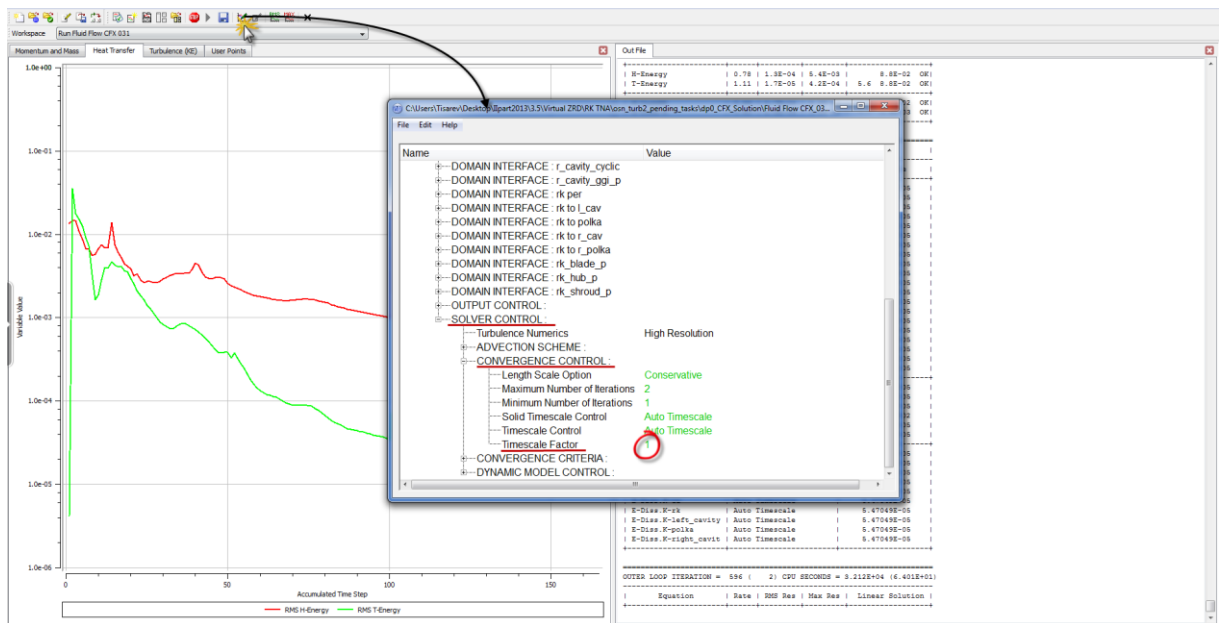 Workspace Run Fluid Flow CFX 031
Momentum and Mass Heat Transfer Turbulence (KE) User Points
1.0e+00
1.0e-01
1.0e-02
1.0e-03
1.0e-04
1.0e-05
1.0e-06
Variable Value
0 50 100 150
Accumulated Time Step
RMS H-Energy RMS T-Energy
Out File
| H-Energy | 0.78 | 1.3E-04 | 5.4E-03 | 8.8E-02 OK|
| T-Energy | 1.11 | 1.7E-05 | 4.2E-04 | 5.6 8.8E-02 OK|
File Edit Help
Name Value
DOMAIN INTERFACE : r_cavity_cyclic
DOMAIN INTERFACE : r_cavity_ggi_p
DOMAIN INTERFACE : rk per
DOMAIN INTERFACE : rk to l_cav
DOMAIN INTERFACE : rk to polka
DOMAIN INTERFACE : rk to r_cav
DOMAIN INTERFACE : rk to r_polka
DOMAIN INTERFACE : rk_blade_p
DOMAIN INTERFACE : rk_hub_p
DOMAIN INTERFACE : rk_shroud_p
OUTPUT CONTROL :
SOLVER CONTROL :
Turbulence Numerics High Resolution
ADVECTION SCHEME :
CONVERGENCE CONTROL :
Length Scale Option Conservative
Maximum Number of Iterations 2
Minimum Number of Iterations 1
Solid Timescale Control Auto Timescale
Timescale Control Auto Timescale
Timescale Factor 1
CONVERGENCE CRITERIA :
DYNAMIC MODEL CONTROL :
| E-Diss.K-rk | Auto Timescale | 5.47049E-05 |
| E-Diss.K-left_cavity | Auto Timescale | 5.47049E-05 |
| E-Diss.K-polka | Auto Timescale | 5.47049E-05 |
| E-Diss.K-right_cavit | Auto Timescale | 5.47049E-05 |
OUTER LOOP ITERATION = 596 ( 2) CPU SECONDS = 3.212E+04 (6.401E+01)
| Equation | Rate | RMS Res | Max Res | Linear Solution |